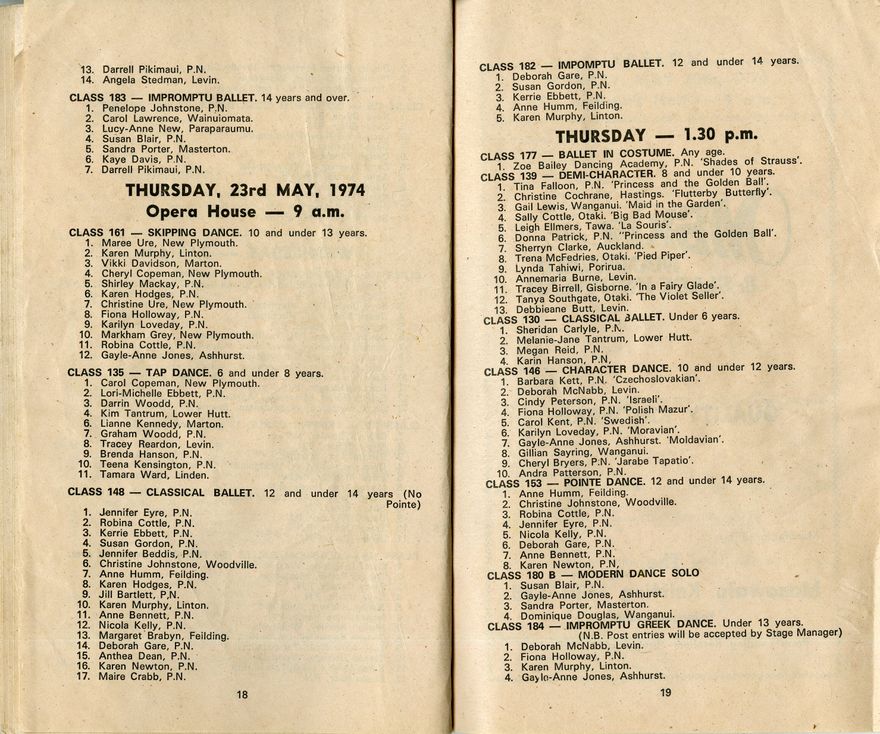 13. Darrell Pikimaui, P.N.
14. Angela Stedman, Levin.
CLASS 183 — IMPROMPTU BALLET. 14 years and over.
1. Penelope Johnstone, P.N.
2. Carol Lawrence, Wainuiomata.
3. Lucy-Anne New, Paraparaumu.
4. Susan Blair, P.N.
5. Sandra Porter, Masterton.
6. Kaye Davis, P.N.
7. Darrell Pikimaui, P.N.
THURSDAY, 23rd MAY, 1974
Opera House — 9 a.m.
CLASS 161 — SKIPPING DANCE. 10 and under 13 years.
1. Maree Ure, New Plymouth.
2. Karen Murphy, Linton.
3. Vikki Davidson, Marton.
4. Cheryl Copeman, New Plymouth.
5. Shirley Mackay, P.N.
6. Karen Hodges, P.N.
7. Christine Ure, New Plymouth.
8. Fiona Holloway, P.N.
9. Karilyn Loveday, P.N.
10. Markham Grey, New Plymouth.
11. Robina Cottle, P.N.
12. Gayle-Anne Jones, Ashhurst.
CLASS 135 — TAP DANCE. 6 and under 8 years.
1. Carol Copeman, New Plymouth.
2. Lori-Michelle Ebbett, P.N.
3. Darrin Woodd, P.N.
4. Kim Tantrum, Lower Hutt.
6. Lianne Kennedy, Marton.
7. Graham Woodd, P.N.
8. Tracey Reardon, Levin.
9. Brenda Hanson, P.N.
10. Teena Kensington, P.N.
11. Tamara Ward, Linden.
CLASS 148 — CLASSICAL BALLET. 12 and under 14 years (No
Pointe)
1. Jennifer Eyre, P.N.
2. Robina Cottle, P.N.
3. Kerrie Ebbett, P.N.
4. Susan Gordon, P.N.
5. Jennifer Beddis, P.N.
6. Christine Johnstone, Woodville.
7. Anne Humm, Feilding.
8. Karen Hodges, P.N.
9. Jill Bartlett, P.N.
10. Karen Murphy, Linton.
11. Anne Bennett, P.N.
12. Nicola Kelly, P.N.
13. Margaret Brabyn, Feilding.
14. Deborah Gare, P.N.
15. Anthea Dean, P.N.
16. Karen Newton, P.N.
17. Maire Crabb, P.N.
18
CLASS 182 — IMPOMPTU BALLET. 12 and under 14 years.
1. Deborah Gare, P.N.
2. Susan Gordon, P.N.
3. Kerrie Ebbett, P.N.
4. Anne Humm, Feilding.
5. Karen Murphy, Linton.
THURSDAY — 1.30 p.m.
CLASS 177 — BALLET IN COSTUME. Any age.
1. Zoe Bailey Dancing Academy, P.N. 'Shades of Strauss'.
CLASS 139 — DEMI-CHARACTER. 8 and under 10 years.
1. Tina Falloon, P.N. 'Princess and the Golden Ball'.
2. Christine Cochrane, Hastings. 'Flutterby Butterfly'.
3. Gail Lewis, Wanganui. 'Maid in the Garden'.
4. Sally Cottle, Otaki. 'Big Bad Mouse'.
5. Leigh Ellmers, Tawa. 'La Souris'.
6. Donna Patrick, P.N. "Princess and the Golden Ball'.
7. Sherryn Clarke, Auckland.
8. Trena McFedries, Otaki. 'Pied Piper'.
9. Lynda Tahiwi, Porirua.
10. Annemaria Burne, Levin.
11. Tracey Birrell, Gisborne. 'In a Fairy Glade'.
12. Tanya Southgate, Otaki. 'The Violet Seller'.
13. Debbieane Butt, Levin.
CLASS 130 — CLASSICAL BALLET. Under 6 years.
1. Sheridan Carlyle, P.N.
2. Melanie-Jane Tantrum, Lower Hutt.
3. Megan Reid, P.N.
4. Karin Hanson, P.N.
CLASS 146 — CHARACTER DANCE. 10 and under 12 years.
1. Barbara Kett, P.N. 'Czechoslovakian'.
2. Deborah McNabb, Levin.
3. Cindy Peterson, P.N. 'Israeli'.
4. Fiona Holloway, P.N. 'Polish Mazur'.
5. Carol Kent, P.N. 'Swedish'.
6. Karilyn Loveday, P.N. 'Moravian'.
7. Gayle-Anne Jones, Ashhurst. 'Moldavian'.
8. Gillian Sayring, Wanganui.
9. Cheryl Bryers, P.N. 'Jarabe Tapatio'.
10. Andra Patterson, P.N.
CLASS 153 — POINTE DANCE. 12 and under 14 years.
1. Anne Humm, Feilding.
2. Christine Johnstone, Woodville.
3. Robina Cottle, P.N.
4. Jennifer Eyre, P.N.
5. Nicola Kelly, P.N.
6. Deborah Gare, P.N.
7. Anne Bennett, P.N.
8. Karen Newton, P.N.
CLASS 180 B — MODERN DANCE SOLO
1. Susan Blair, P.N.
2. Gayle-Anne Jones, Ashhurst.
3. Sandra Porter, Masterton.
4. Dominique Douglas, Wanganui.
CLASS 184 — IMPROMPTU GREEK DANCE. Under 13 years.
(N.B. Post entries will be accepted by Stage Manager)
1. Deborah McNabb, Levin.
2. Fiona Holloway, P.N.
3. Karen Murphy, Linton.
4. Gayle-Anne Jones, Ashhurst.
19